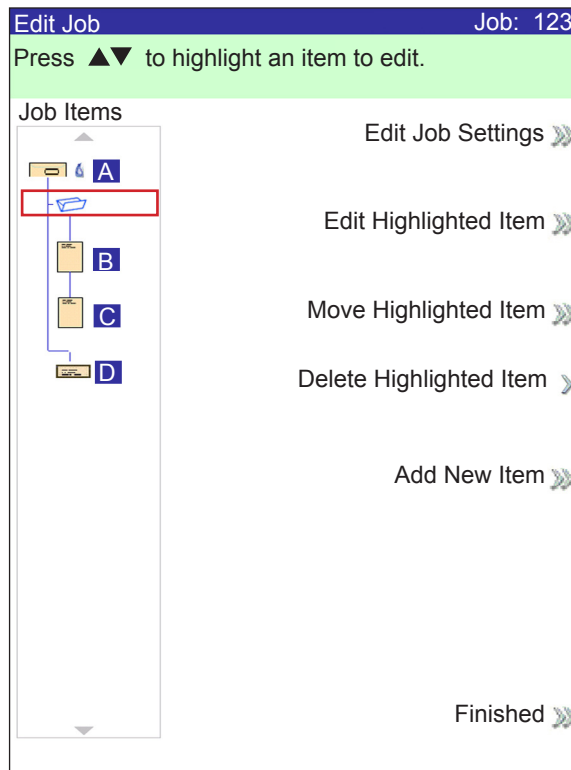 Edit Job Job: 123
Press ▲▼ to highlight an item to edit.
Job Items
Edit Job Settings
A
Edit Highlighted Item
B
Move Highlighted Item
C
Delete Highlighted Item
D
Add New Item
Finished